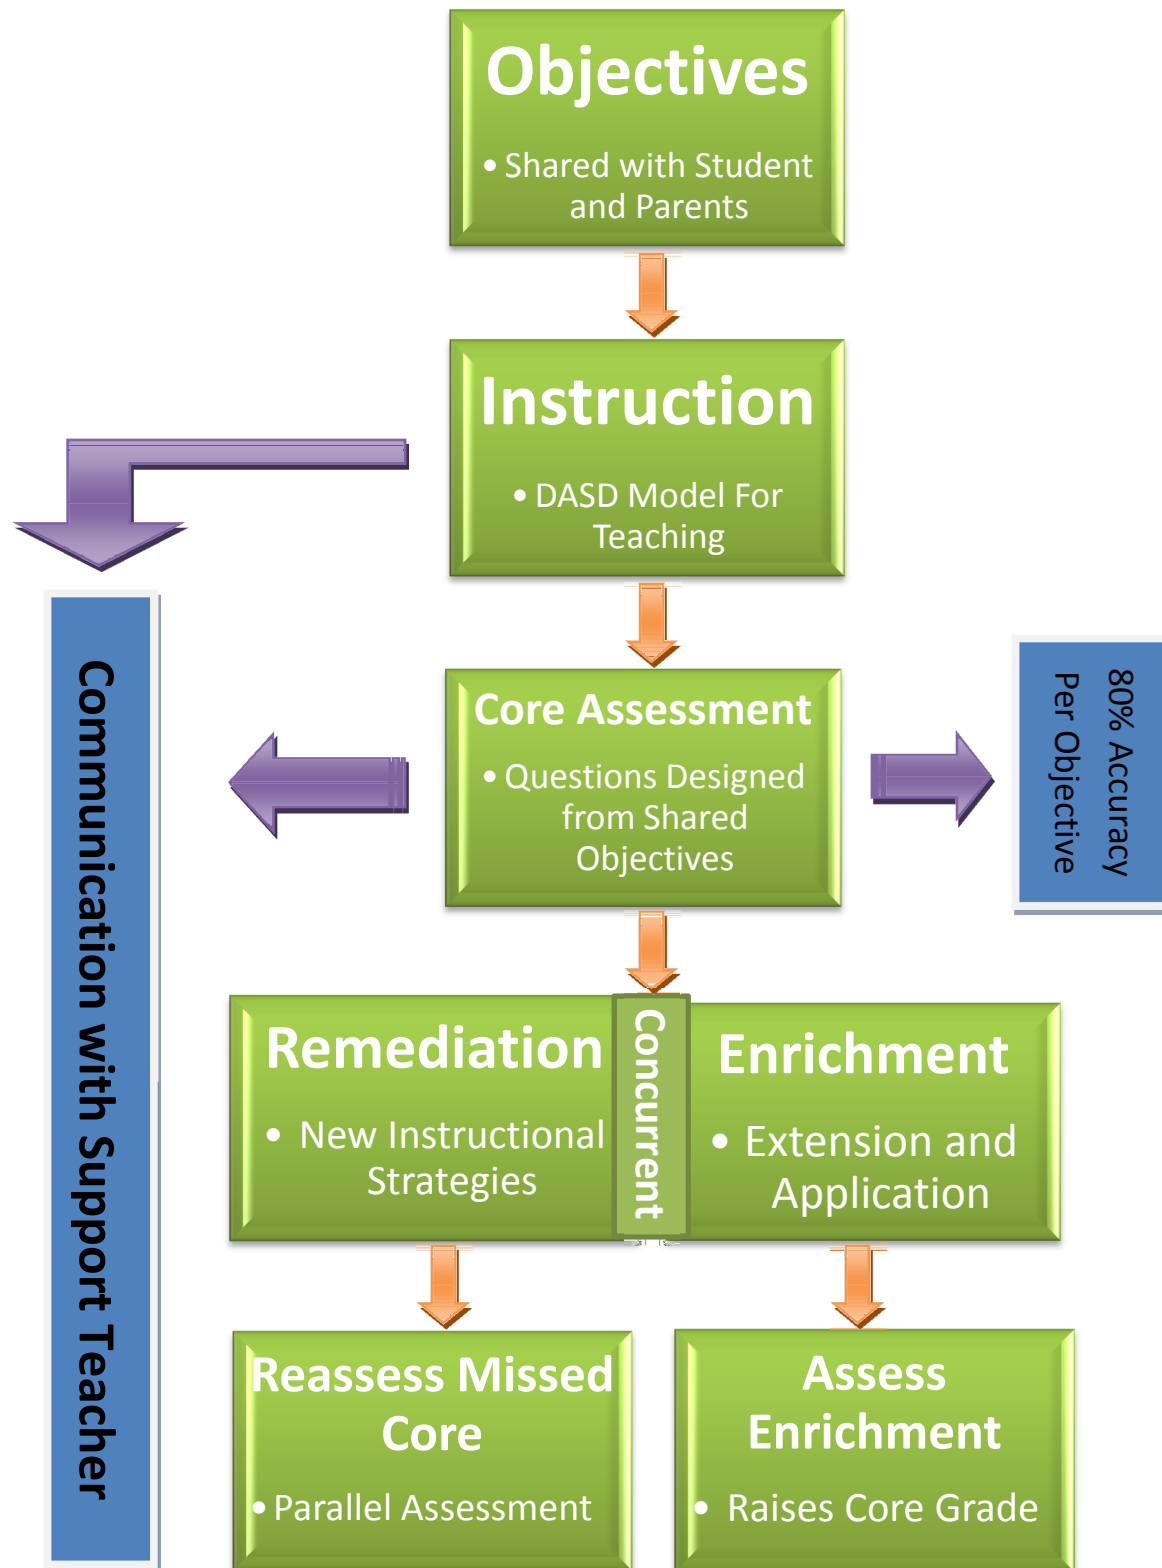 Objectives
• Shared with Student
and Parents
Instruction
• DASD Model For
Teaching
Communication with Support Teacher
Core Assessment
• Questions Designed
from Shared
Objectives
80% Accuracy
Per Objective
Remediation
• New Instructional
Strategies
Concurrent
Enrichment
• Extension and
Application
Reassess Missed
Core
• Parallel Assessment
Assess
Enrichment
• Raises Core Grade